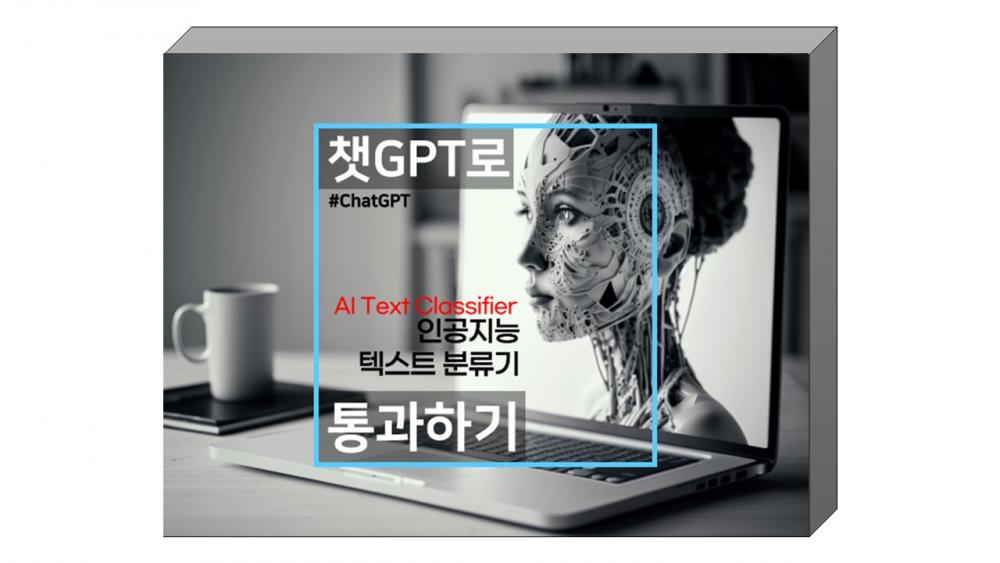 챗GPT로
#ChatGPT
AI Text Classifier
인공지능
텍스트 분류기
통과하기